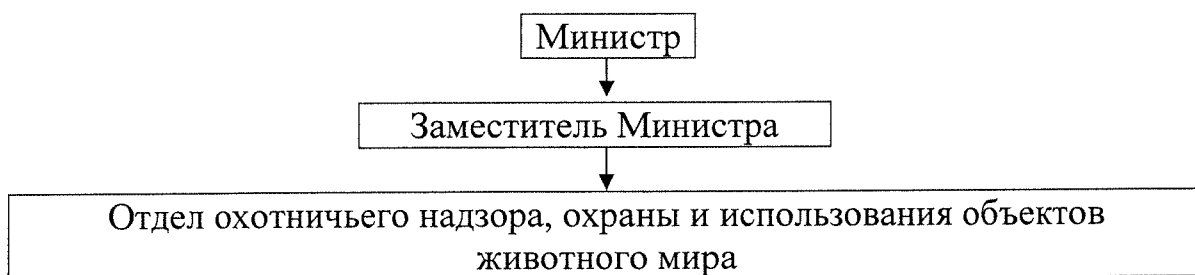 Министр
Заместитель Министра
Отдел охотничьего надзора, охраны и использования объектов
животного мира